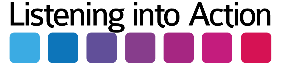 Listening into Action